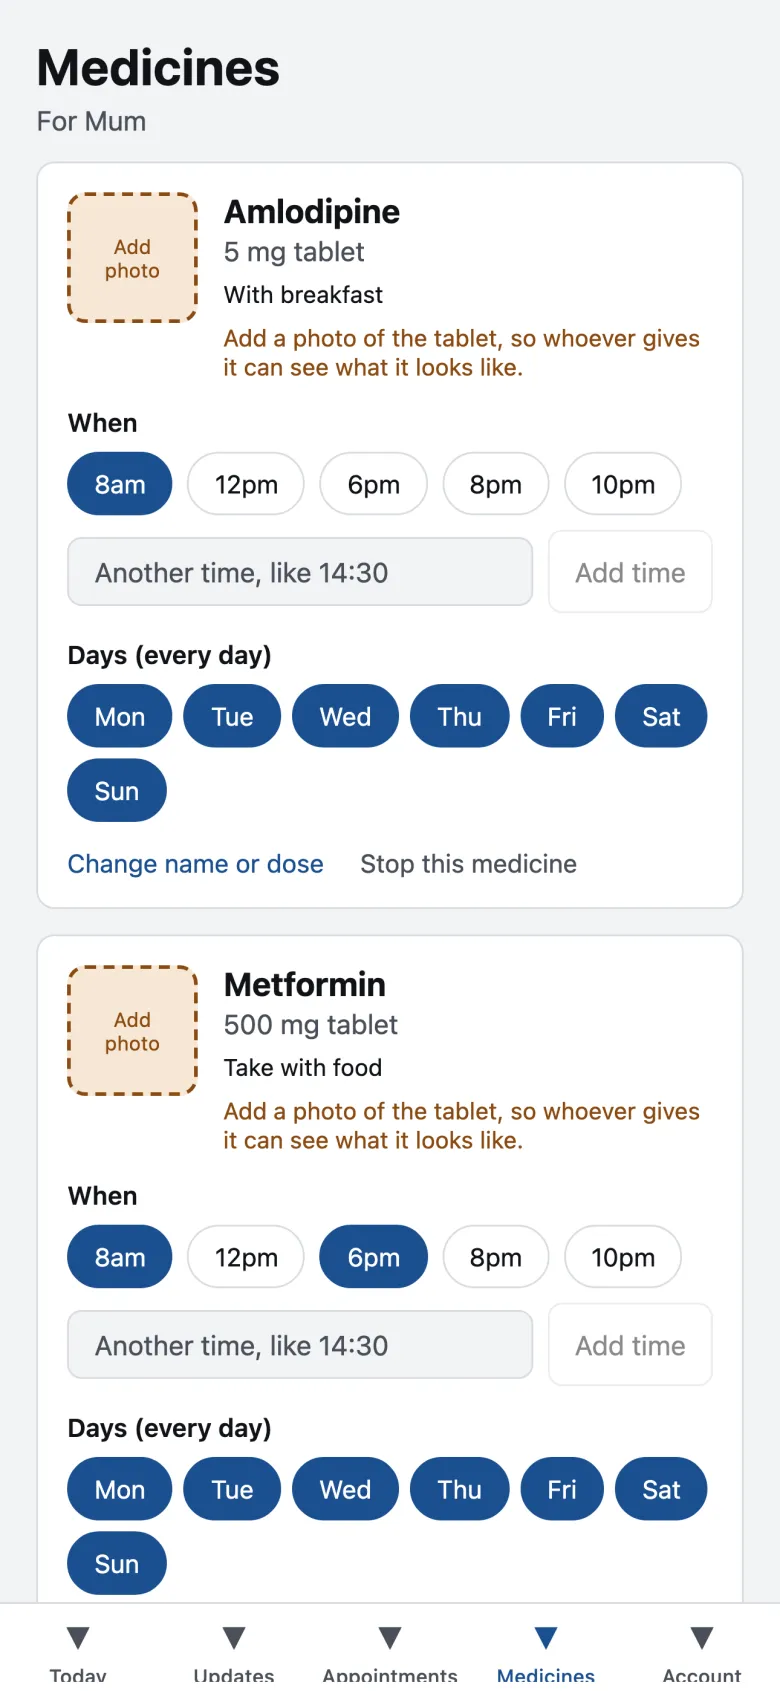 Medicines
For Mum
Add
photo
Amlodipine
5 mg tablet
With breakfast
Add a photo of the tablet, so whoever gives
it can see what it looks like.
When
8am 12pm 6pm 8pm 10pm
Another time, like 14:30 Add time
Days (every day)
Mon Tue Wed Thu Fri Sat
Sun
Change name or dose Stop this medicine
Add
photo
Metformin
500 mg tablet
Take with food
Add a photo of the tablet, so whoever gives
it can see what it looks like.
When
8am 12pm 6pm 8pm 10pm
Another time, like 14:30 Add time
Days (every day)
Mon Tue Wed Thu Fri Sat
Sun
Today Updates Appointments Medicines Account